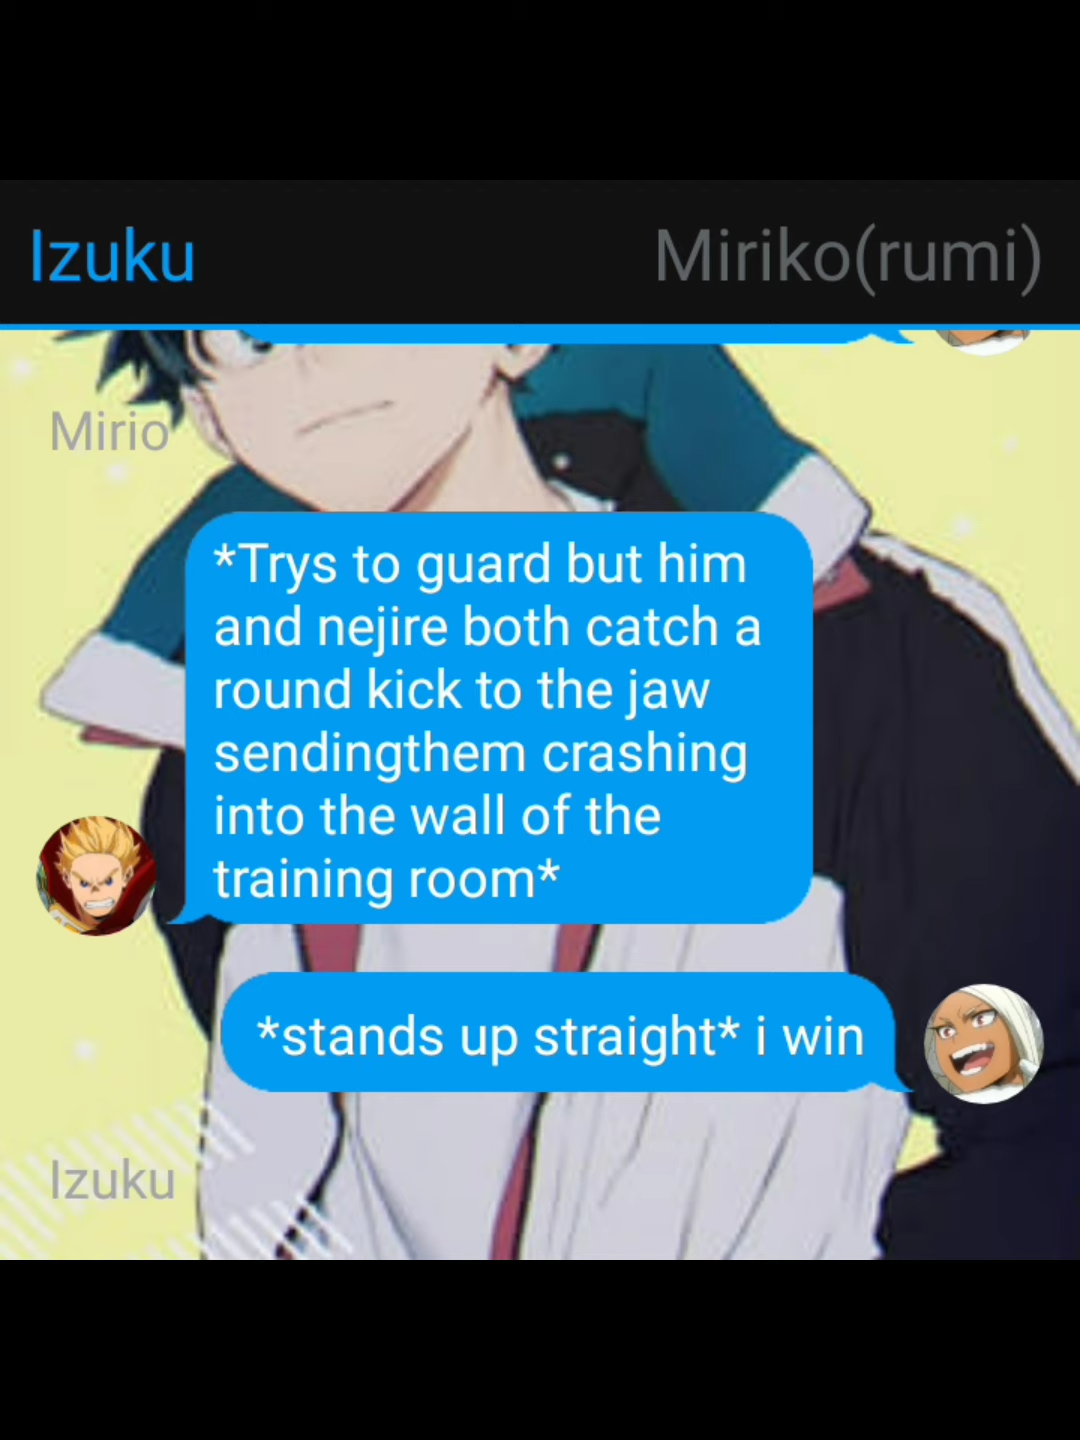 Izuku
Miriko(rumi)
Mirio
*Trys to guard but him
and nejire both catch a
round kick to the jaw
sendingthem crashing
into the wall of the
training room*
*stands up straight* i win
Izuku